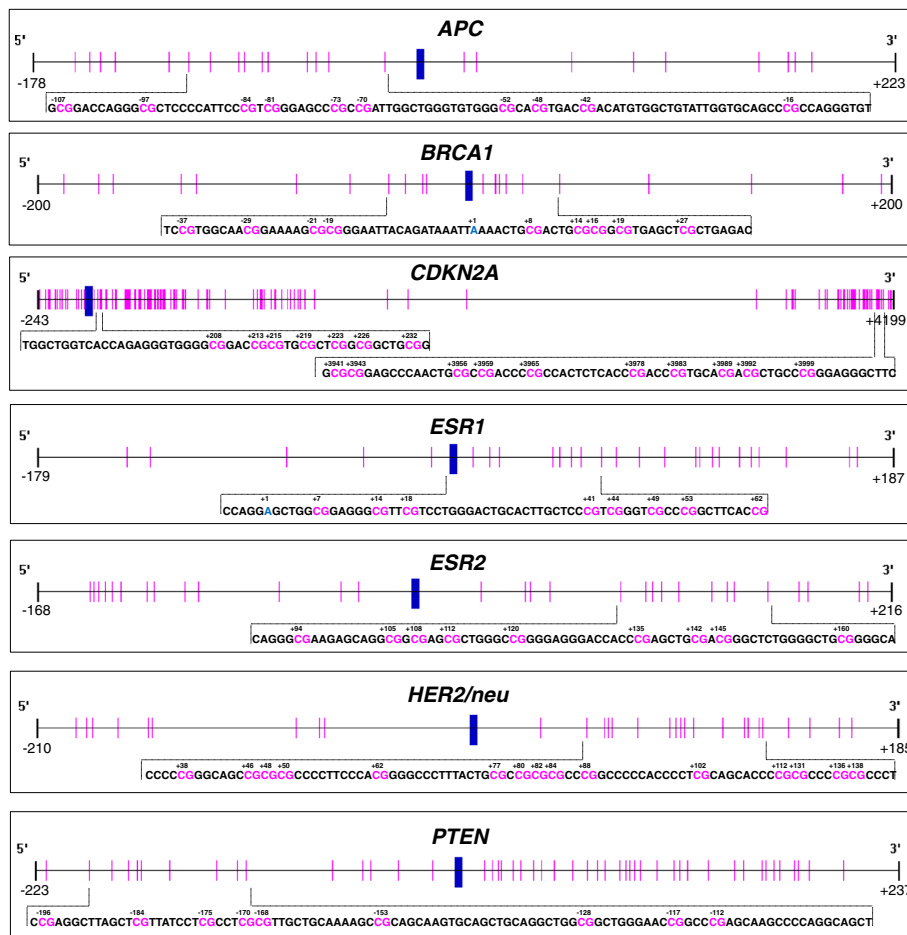 APC
5' 3'
-178 +223
-107 -97 -84 -81 -73 -70 -52 -48 -42 -16
GCGGACCAGGGCGCTCCCCATTCCCGTCGGGAGCCCGCCGATTGGCTGGGTGTGGGCGCACGTGACCGACATGTGGCTGTATTGGTGCAGCCCGCCAGGGTGT
BRCA1
5' 3'
-200 +200
-37 -29 -21 -19 +1 +8 +14 +16 +19 +27
TCCGTGGCAACGGAAAAGCGCGGGAATTACAGATAAATTAAAACTGCGACTGCGCGGCGTGAGCTCGCTGAGAC
CDKN2A
5' 3'
-243 +4199
+208 +213 +215 +219 +223 +226 +232
TGGCTGGTCACCAGAGGGTGGGGCGGACCGCGTGCGCTCGGCGGCTGCGG
+3941 +3943 +3956 +3959 +3965 +3978 +3983 +3989 +3992 +3999
GCGCGGAGCCCAACTGCGCCGACCCCGCCACTCTCACCCGACCCGTGCACGACGCTGCCCGGGAGGGCTTC
ESR1
5' 3'
-179 +187
+1 +7 +14 +18 +41 +44 +49 +53 +62
CCAGGAGCTGGCGGAGGGCGTTCGTCCTGGGACTGCACTTGCTCCCGTCGGGTCGCCCGGCTTCACCG
ESR2
5' 3'
-168 +216
+94 +105 +108 +112 +120 +135 +142 +145 +160
CAGGGCGAAGAGCAGGCGGCGAGCGCTGGGCCGGGGAGGGACCACCCGAGCTGCGACGGGCTCTGGGGCTGCGGGGCA
HER2/neu
5' 3'
-210 +185
+38 +46 +48 +50 +62 +77 +80 +82 +84 +88 +102 +112 +131 +136 +138
CCCCCGGGCAGCCGCGCGCCCCTTCCCACGGGGCCCTTTACTGCGCCGCGCGCCCGGCCCCCACCCCTCGCAGCACCCCGCGCCCCGCGCCCT
PTEN
5' 3'
-223 +237
-196 -184 -175 -170 -168 -153 -128 -117 -112
CCGAGGCTTAGCTCGTTATCCTCGCCTCGCGTTGCTGCAAAAGCCGCAGCAAGTGCAGCTGCAGGCTGGCGGCTGGGAACCGGCCCGAGCAAGCCCCAGGCAGCT